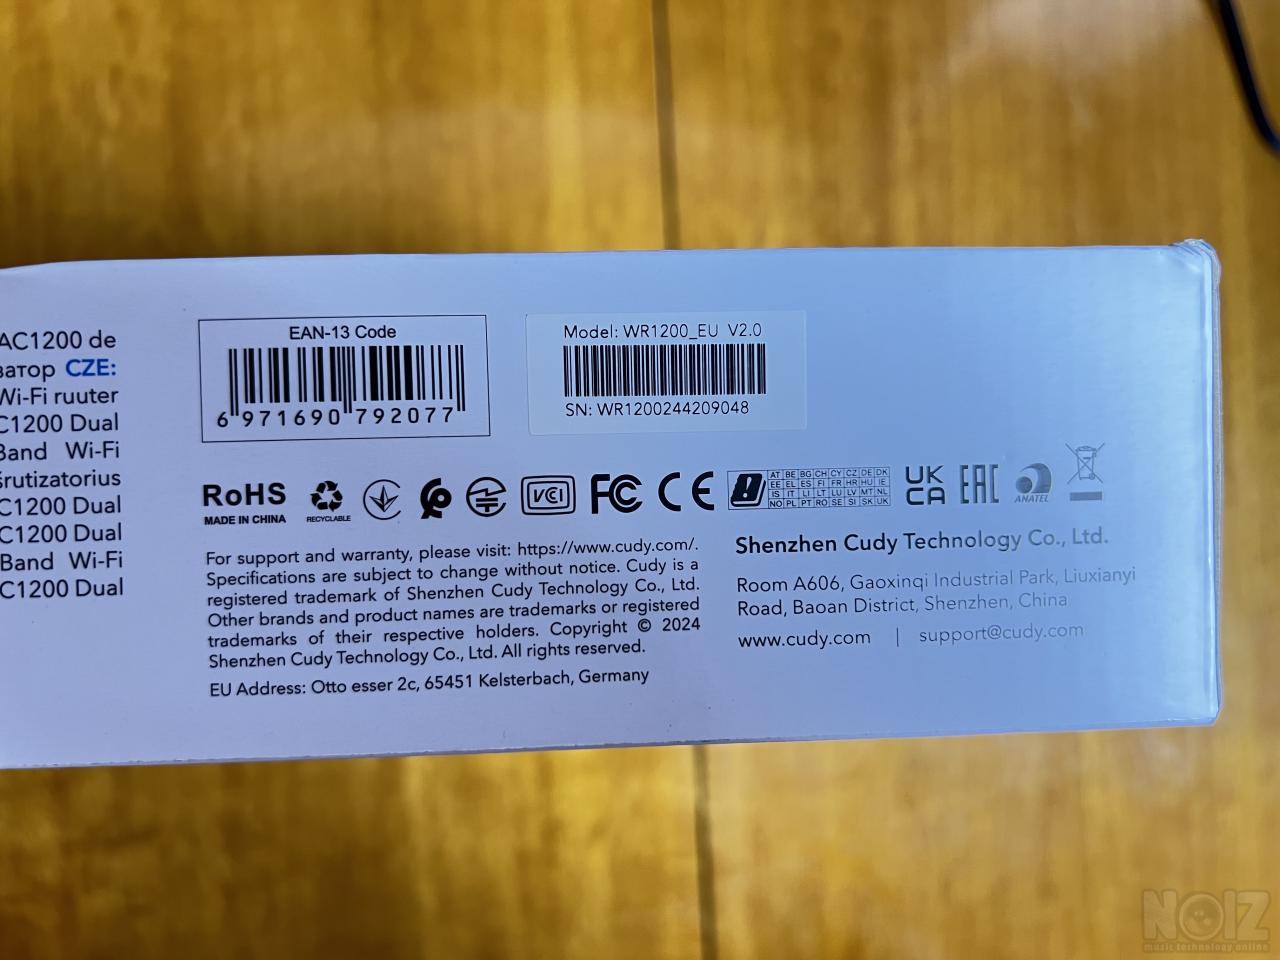 AC1200 de
затор CZE:
Wi-Fi ruuter
C1200 Dual
Band Wi-Fi
šrutizatorius
C1200 Dual
C1200 Dual
Band Wi-Fi
C1200 Dual
EAN-13 Code
6 971690 792077
Model: WR1200_EU V2.0
SN: WR1200244209048
RoHS
MADE IN CHINA
RECYCLABLE
VCCI
FC
CE
AT BE BG CH CY CZ DE DK
EE EL ES FI FR HR HU IE
IS IT LI LT LU LV MT NL
NO PL PT RO SE SI SK UK
UK
CA
EAC
ANATEL
For support and warranty, please visit: https://www.cudy.com/.
Specifications are subject to change without notice. Cudy is a
registered trademark of Shenzhen Cudy Technology Co., Ltd.
Other brands and product names are trademarks or registered
trademarks of their respective holders. Copyright © 2024
Shenzhen Cudy Technology Co., Ltd. All rights reserved.
EU Address: Otto esser 2c, 65451 Kelsterbach, Germany
Shenzhen Cudy Technology Co., Ltd.
Room A606, Gaoxinqi Industrial Park, Liuxianyi
Road, Baoan District, Shenzhen, China
www.cudy.com | support@cudy.com
NOIZ
music technology online